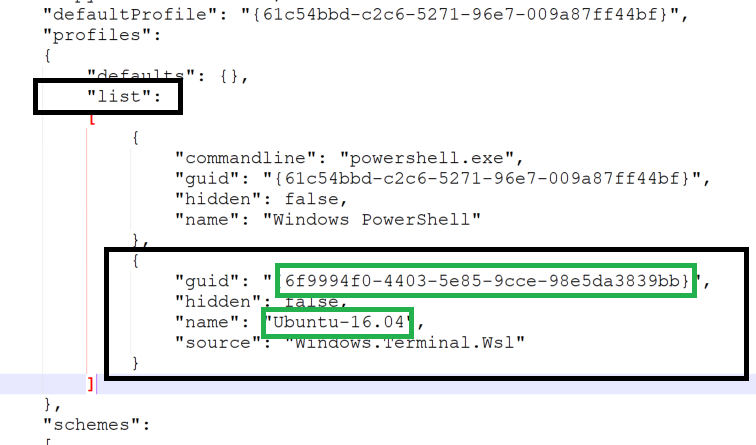 "defaultProfile": "{61c54bbd-c2c6-5271-96e7-009a87ff44bf}",
"profiles":
{
"defaults": {},
"list":
[
{
"commandline": "powershell.exe",
"guid": "{61c54bbd-c2c6-5271-96e7-009a87ff44bf}",
"hidden": false,
"name": "Windows PowerShell"
},
{
"guid": "{6f9994f0-4403-5e85-9cce-98e5da3839bb}",
"hidden": false,
"name": "Ubuntu-16.04",
"source": "Windows.Terminal.Wsl"
}
]
},
"schemes":
[